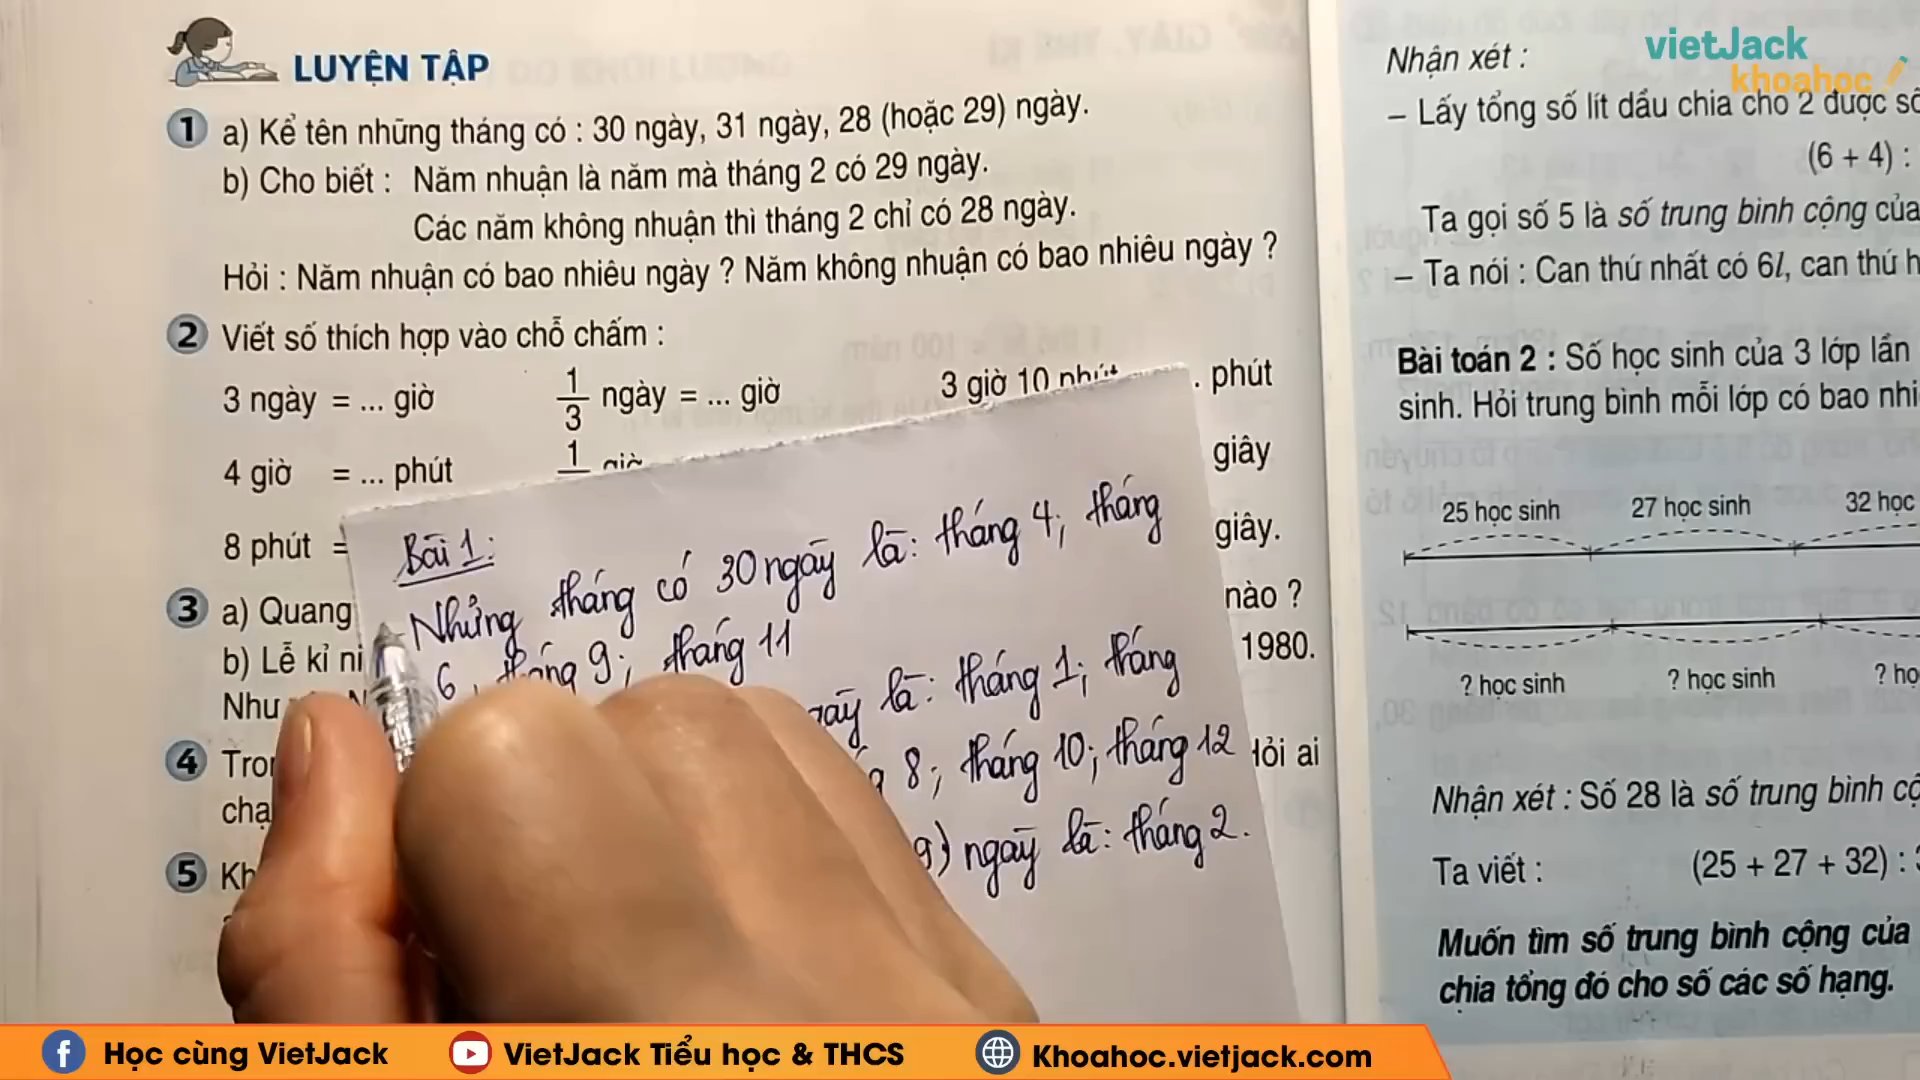 LUYỆN TẬP
1 a) Kể tên những tháng có : 30 ngày, 31 ngày, 28 (hoặc 29) ngày.
b) Cho biết : Năm nhuận là năm mà tháng 2 có 29 ngày.
Các năm không nhuận thì tháng 2 chỉ có 28 ngày.
Hỏi : Năm nhuận có bao nhiêu ngày ? Năm không nhuận có bao nhiêu ngày ?
2 Viết số thích hợp vào chỗ chấm :
3 ngày = ... giờ 1/3 ngày = ... giờ 3 giờ 10 phút . phút
4 giờ = ... phút 1 giờ giây
8 phút = giây.
3 a) Quang nào ?
b) Lễ kỉ ni 1980.
Như
4 Tron Hỏi ai
chạ
5 Kh
Bài 1:
Những tháng có 30 ngày là: tháng 4; tháng
6, tháng 9; tháng 11
ngày là: tháng 1; tháng
8; tháng 10; tháng 12
9) ngày là: tháng 2.
vietJack
khoahoc
Nhận xét :
– Lấy tổng số lít dầu chia cho 2 được số
(6 + 4) :
Ta gọi số 5 là số trung bình cộng của
– Ta nói : Can thứ nhất có 6l, can thứ h
Bài toán 2 : Số học sinh của 3 lớp lần
sinh. Hỏi trung bình mỗi lớp có bao nhi
25 học sinh 27 học sinh 32 học
? học sinh ? học sinh ? họ
Nhận xét : Số 28 là số trung bình cộ
Ta viết : (25 + 27 + 32) : 3
Muốn tìm số trung bình cộng của
chia tổng đó cho số các số hạng.
Học cùng VietJack VietJack Tiểu học & THCS Khoahoc.vietjack.com